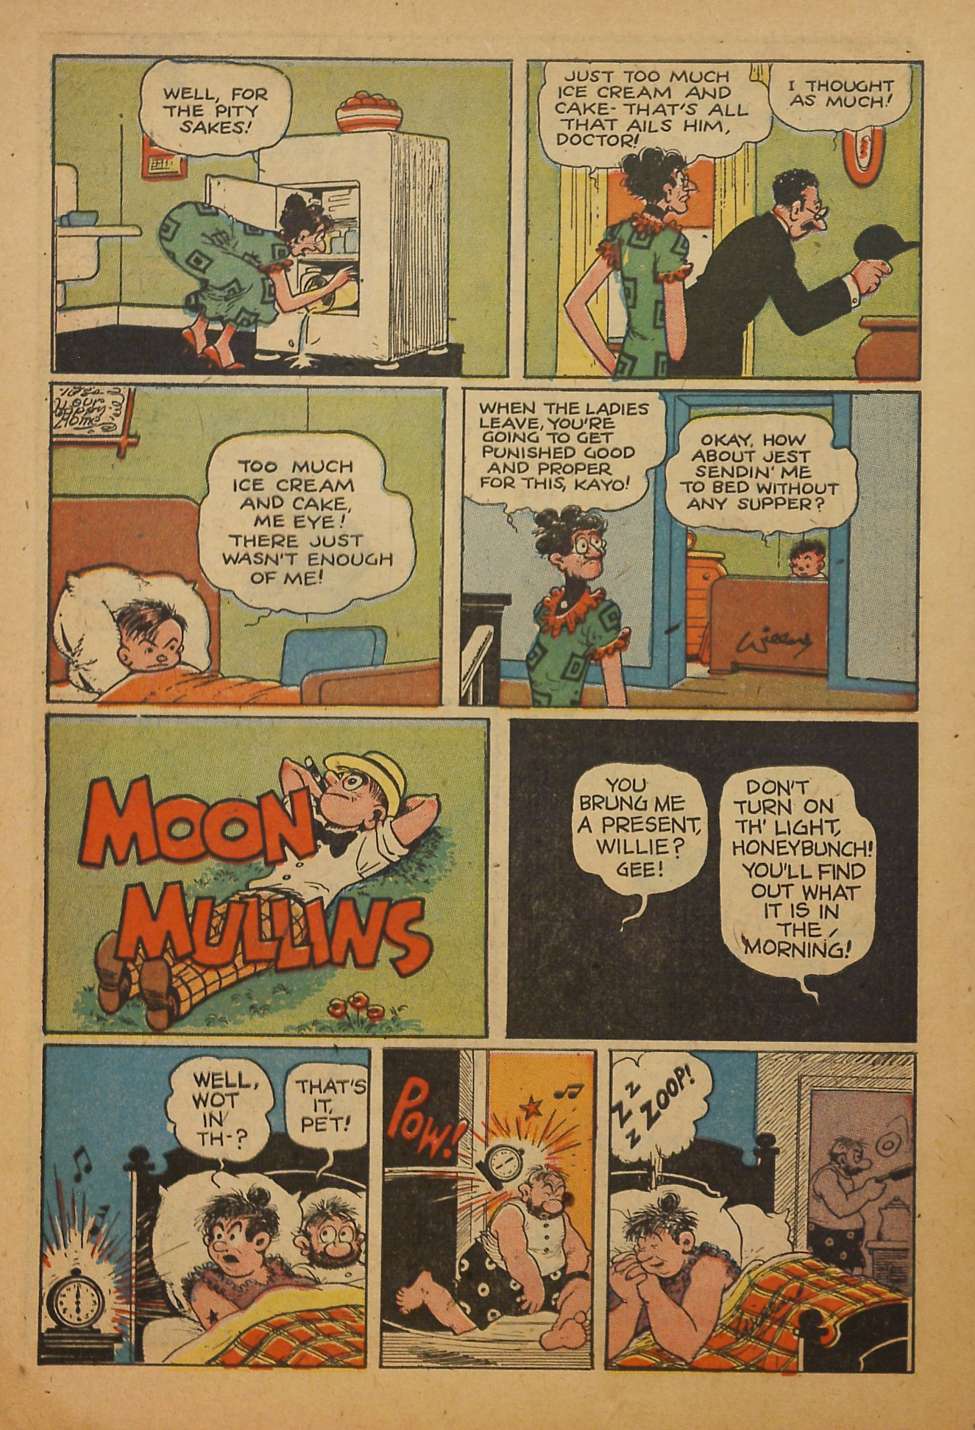 WELL, FOR
THE PITY
SAKES!
JUST TOO MUCH
ICE CREAM AND
CAKE- THAT'S ALL
THAT AILS HIM,
DOCTOR!
I THOUGHT
AS MUCH!
Our
Happy
Home
TOO MUCH
ICE CREAM
AND CAKE,
ME EYE!
THERE JUST
WASN'T ENOUGH
OF ME!
WHEN THE LADIES
LEAVE, YOU'RE
GOING TO GET
PUNISHED GOOD
AND PROPER
FOR THIS, KAYO!
OKAY, HOW
ABOUT JEST
SENDIN' ME
TO BED WITHOUT
ANY SUPPER?
Willard
MOON
MULLINS
YOU
BRUNG ME
A PRESENT,
WILLIE?
GEE!
DON'T
TURN ON
TH' LIGHT,
HONEYBUNCH!
YOU'LL FIND
OUT WHAT
IT IS IN
THE
MORNING!
WELL,
WOT
IN
TH-?
THAT'S
IT,
PET!
POW!
ZZ
Z ZOOP!